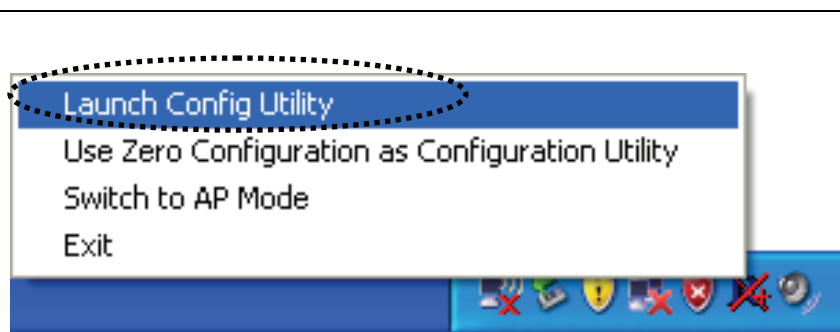 Launch Config Utility
Use Zero Configuration as Configuration Utility
Switch to AP Mode
Exit